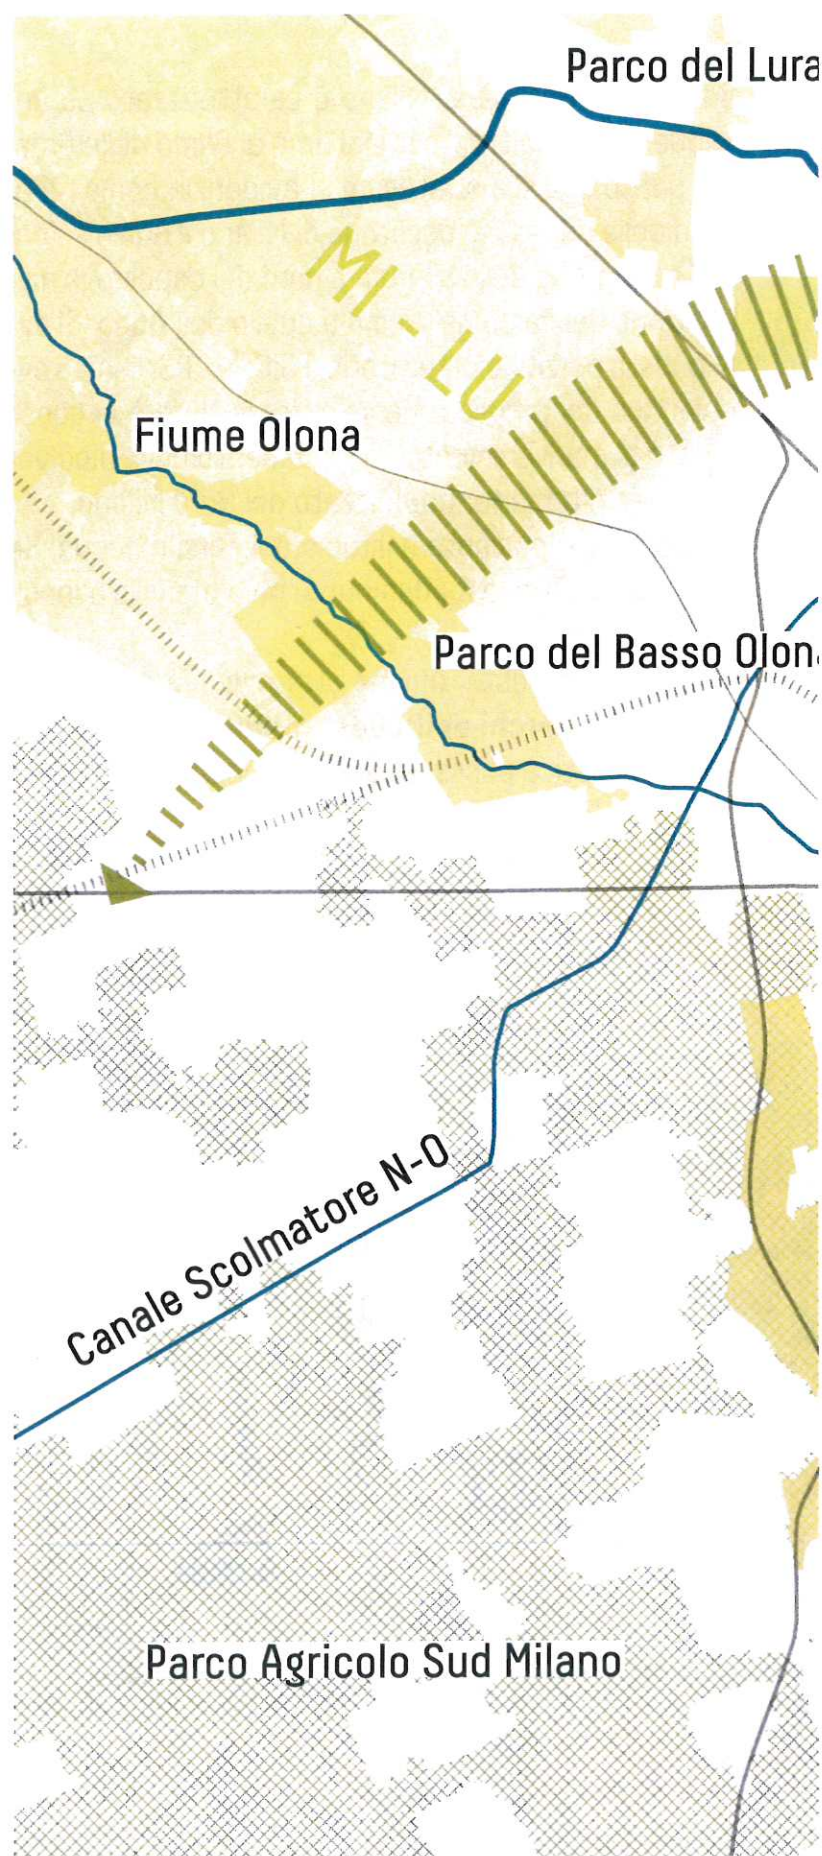 Parco del Lura
MI - LU
Fiume Olona
Parco del Basso Olona
Canale Scolmatore N-O
Parco Agricolo Sud Milano